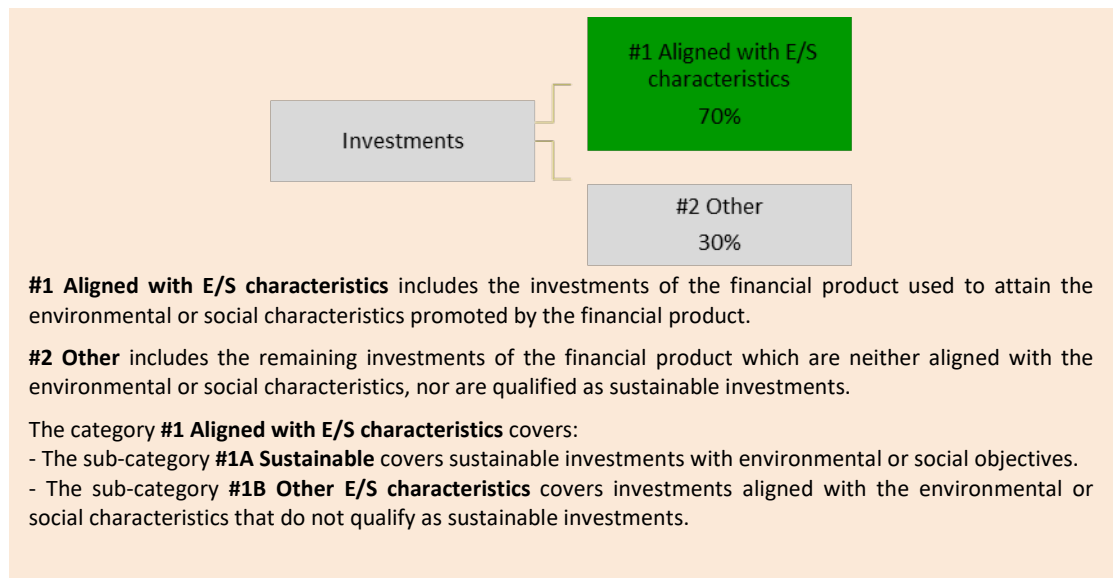 #1 Aligned with E/S
characteristics
70%
Investments
#2 Other
30%
#1 Aligned with E/S characteristics includes the investments of the financial product used to attain the
environmental or social characteristics promoted by the financial product.
#2 Other includes the remaining investments of the financial product which are neither aligned with the
environmental or social characteristics, nor are qualified as sustainable investments.
The category #1 Aligned with E/S characteristics covers:
- The sub-category #1A Sustainable covers sustainable investments with environmental or social objectives.
- The sub-category #1B Other E/S characteristics covers investments aligned with the environmental or
social characteristics that do not qualify as sustainable investments.